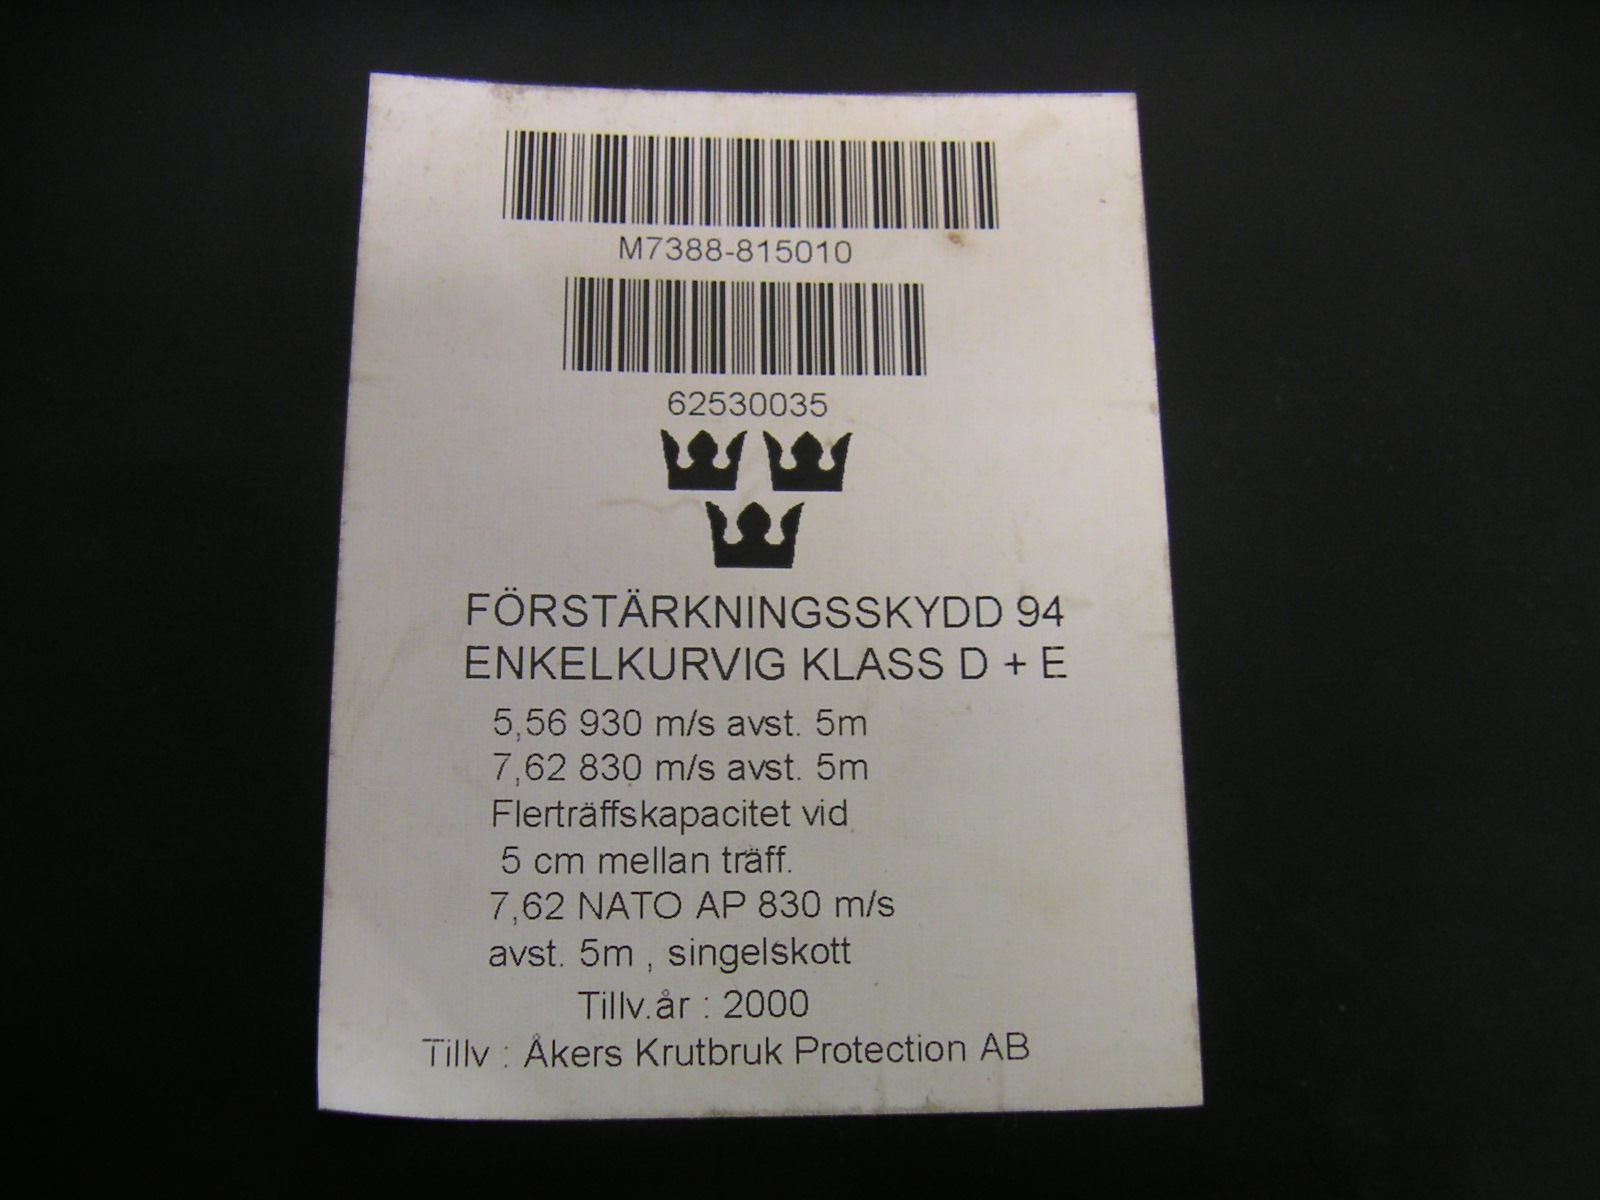 M7388-815010
62530035
FÖRSTÄRKNINGSSKYDD 94
ENKELKURVIG KLASS D + E
5,56 930 m/s avst. 5m
7,62 830 m/s avst. 5m
Flerträffskapacitet vid
5 cm mellan träff.
7,62 NATO AP 830 m/s
avst. 5m , singelskott
Tillv.år : 2000
Tillv : Åkers Krutbruk Protection AB